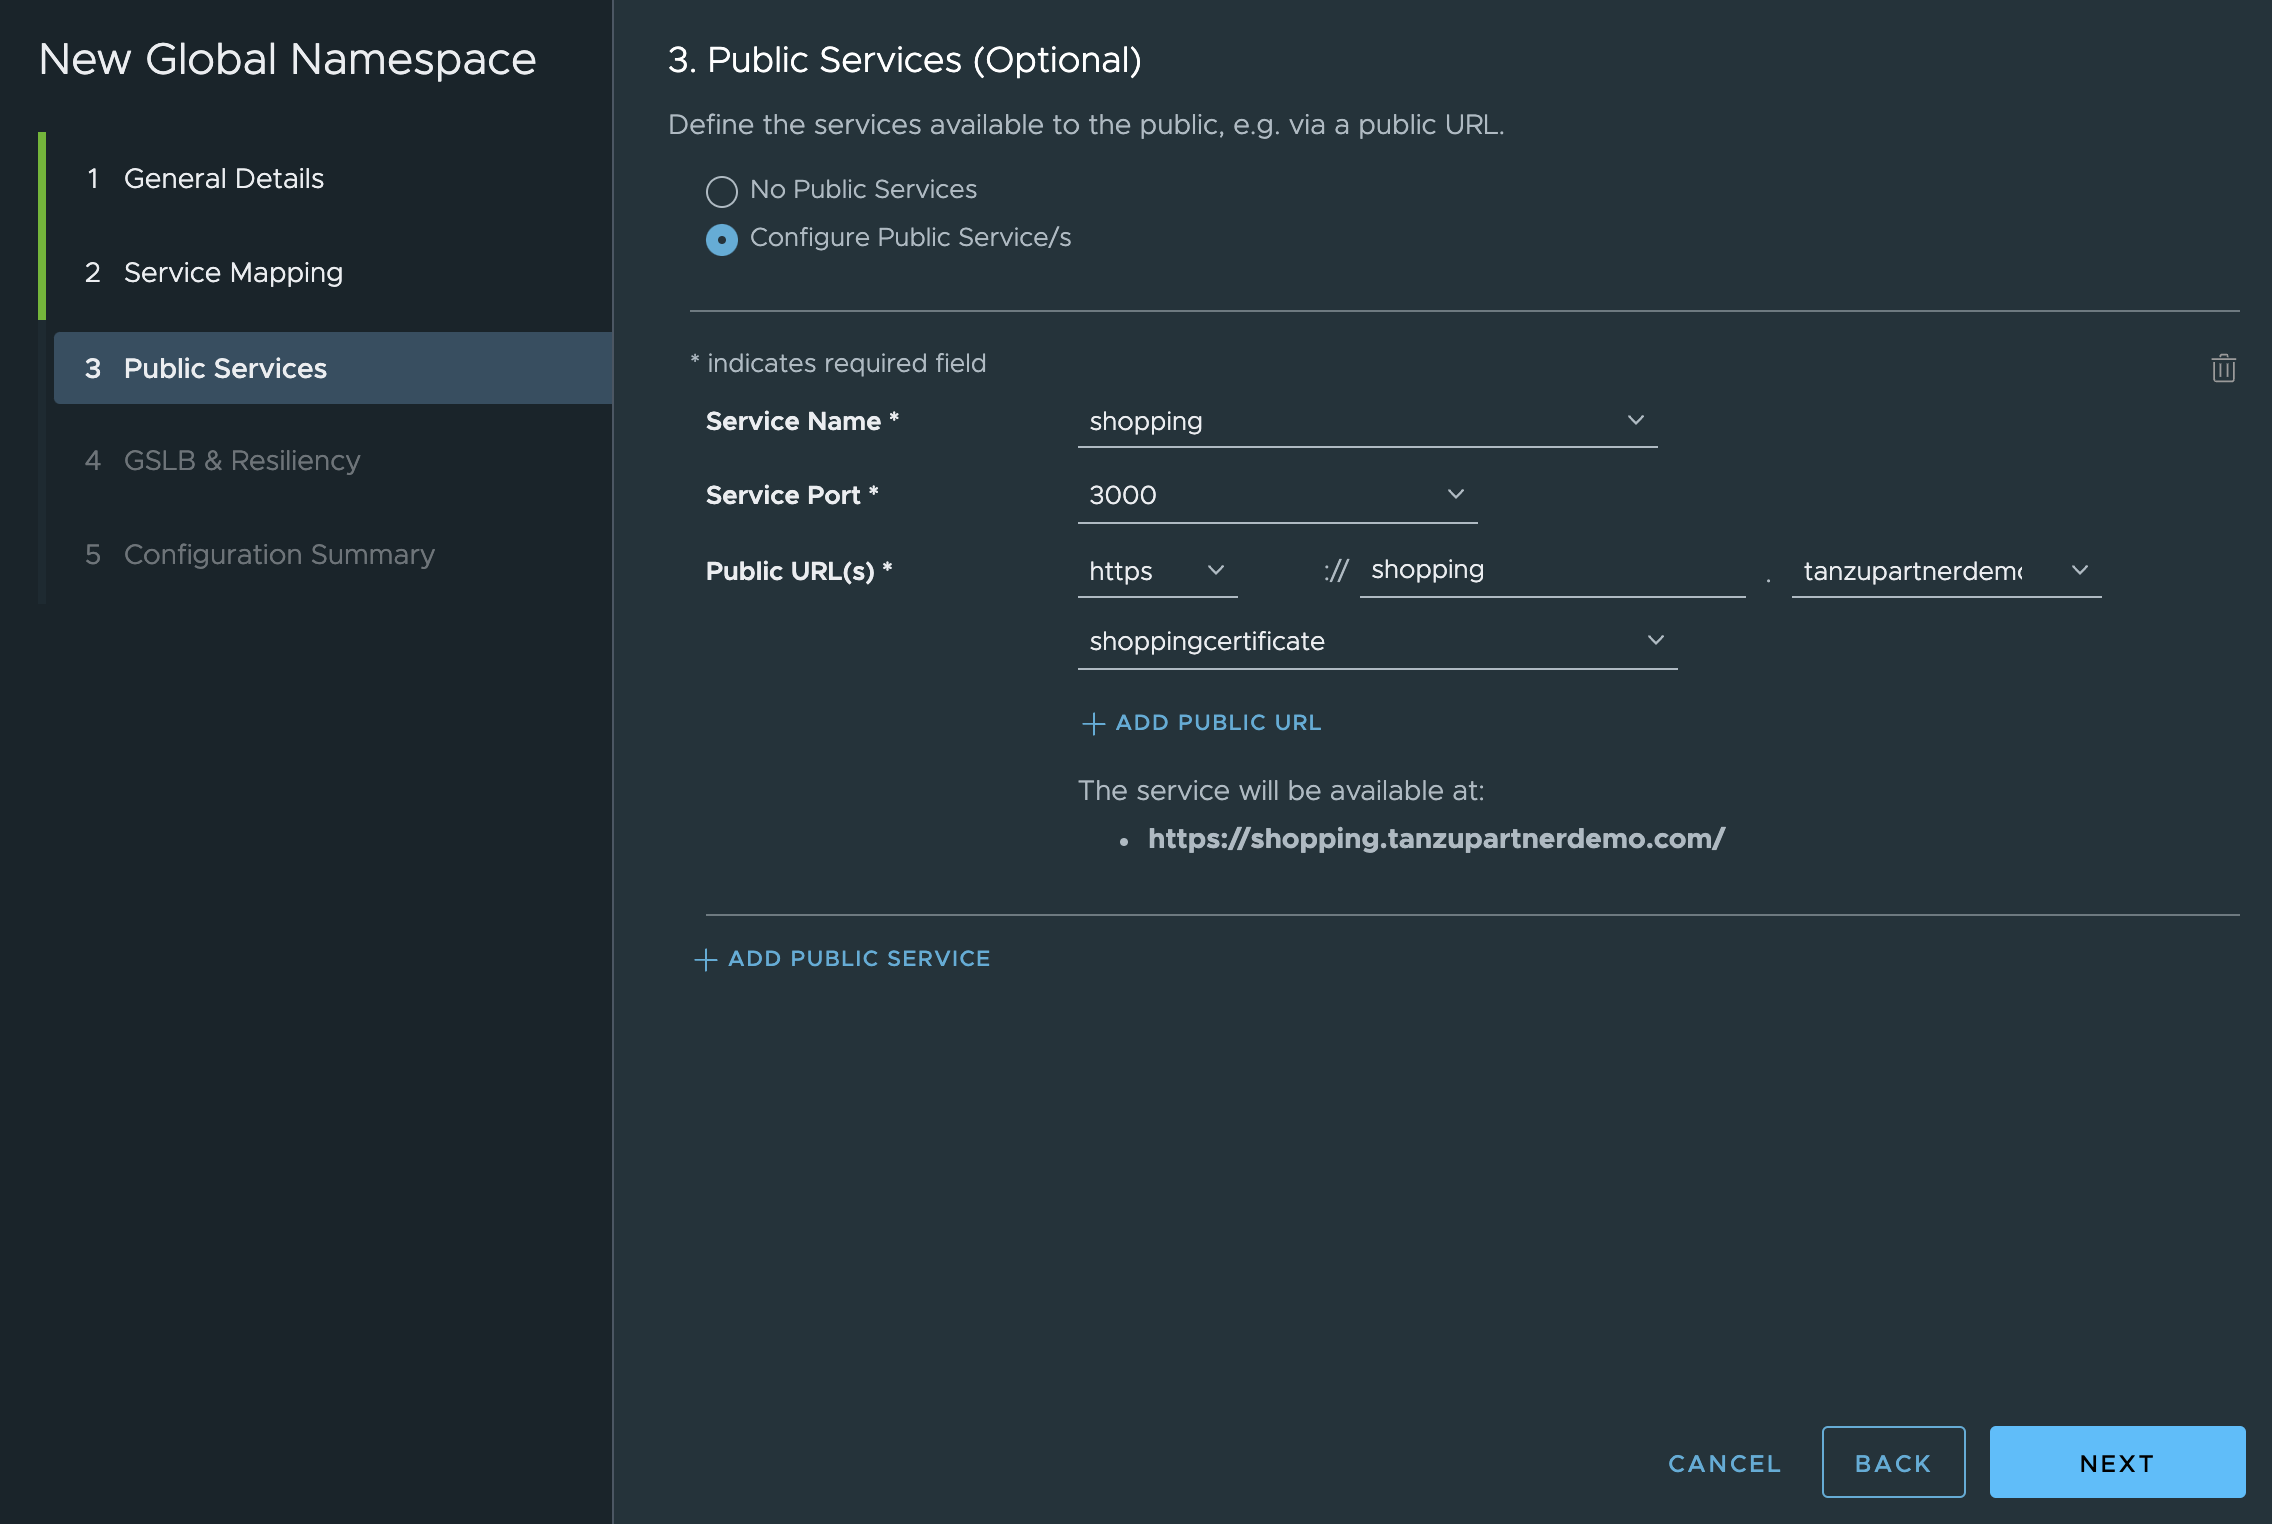 New Global Namespace
1 General Details
2 Service Mapping
3 Public Services
4 GSLB & Resiliency
5 Configuration Summary
3. Public Services (Optional)
Define the services available to the public, e.g. via a public URL.
No Public Services
Configure Public Service/s
* indicates required field
Service Name * shopping
Service Port * 3000
Public URL(s) * https :// shopping . tanzupartnerdemo
shoppingcertificate
ADD PUBLIC URL
The service will be available at:
• https://shopping.tanzupartnerdemo.com/
ADD PUBLIC SERVICE
CANCEL BACK NEXT